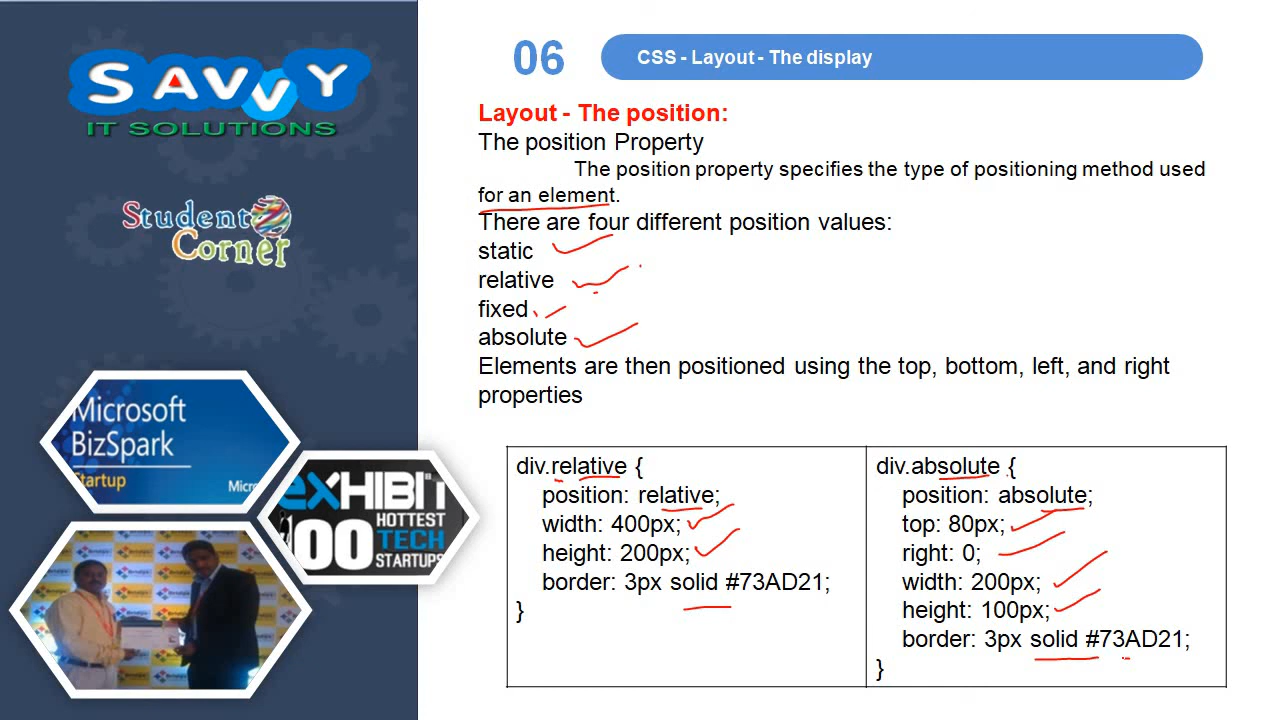 SAVVY
IT SOLUTIONS
Student
Corner
Microsoft
BizSpark
Startup
Micr
eXHIBIT
100 HOTTEST
TECH
STARTUPS
06
CSS - Layout - The display
Layout - The position:
The position Property
The position property specifies the type of positioning method used
for an element.
There are four different position values:
static
relative
fixed
absolute
Elements are then positioned using the top, bottom, left, and right
properties
div.relative {
position: relative;
width: 400px;
height: 200px;
border: 3px solid #73AD21;
}
div.absolute {
position: absolute;
top: 80px;
right: 0;
width: 200px;
height: 100px;
border: 3px solid #73AD21;
}